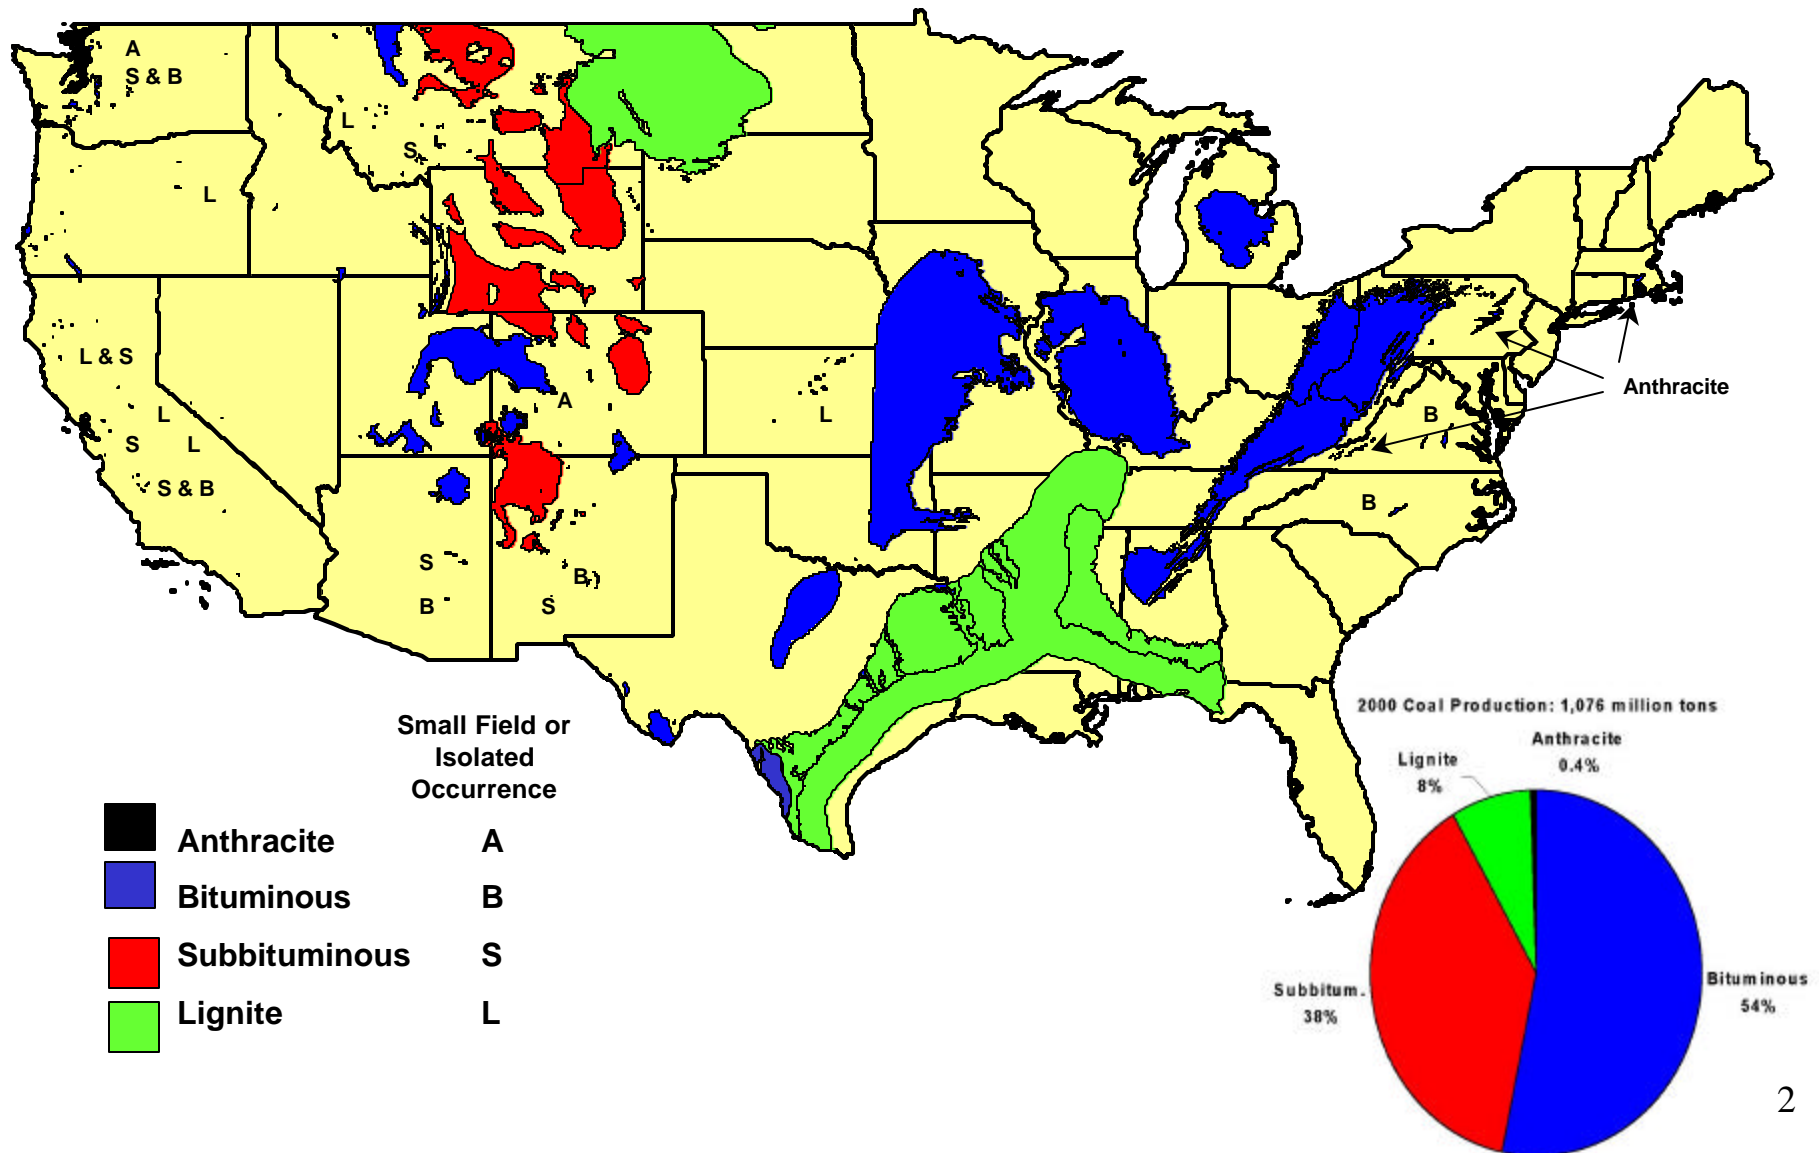 A
S & B
L
S
L
L
L & S
L
S
L
S & B
A
L
S
B
B
S
B
B
Anthracite
Small Field or
Isolated
Occurrence
Anthracite A
Bituminous B
Subbituminous S
Lignite L
2000 Coal Production: 1,076 million tons
Anthracite
0.4%
Lignite
8%
Subbitum.
38%
Bituminous
54%
2